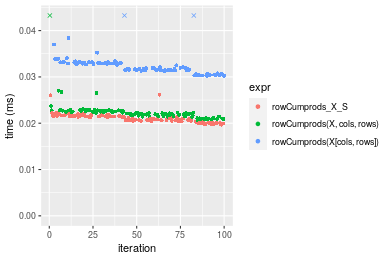 time (ms)
0.04
0.03
0.02
0.01
0.00
0
25
50
75
100
iteration
expr
rowCumprods_X_S
rowCumprods(X, cols, rows)
rowCumprods(X[cols, rows])